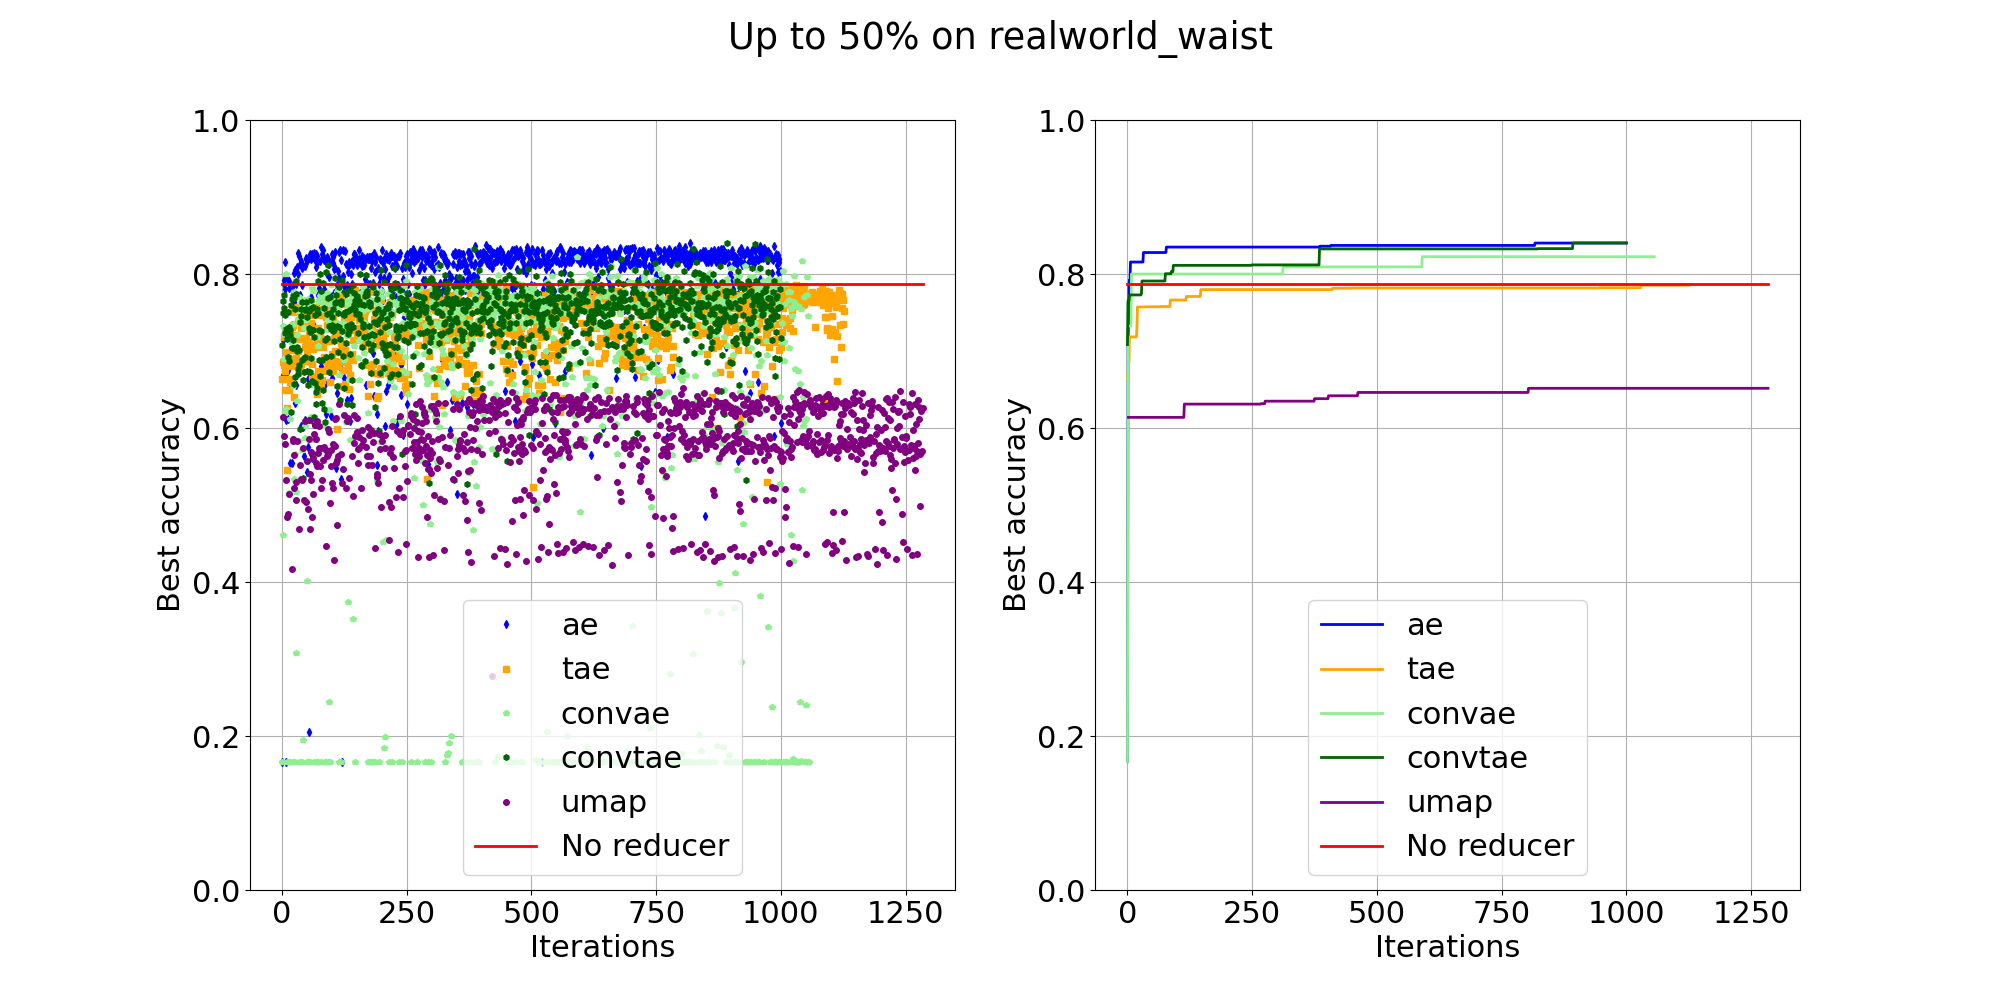 Up to 50% on realworld_waist
1.0
0.8
0.6
0.4
0.2
0.0
Best accuracy
0 250 500 750 1000 1250
Iterations
ae
tae
convae
convtae
umap
No reducer
1.0
0.8
0.6
0.4
0.2
0.0
Best accuracy
0 250 500 750 1000 1250
Iterations
ae
tae
convae
convtae
umap
No reducer